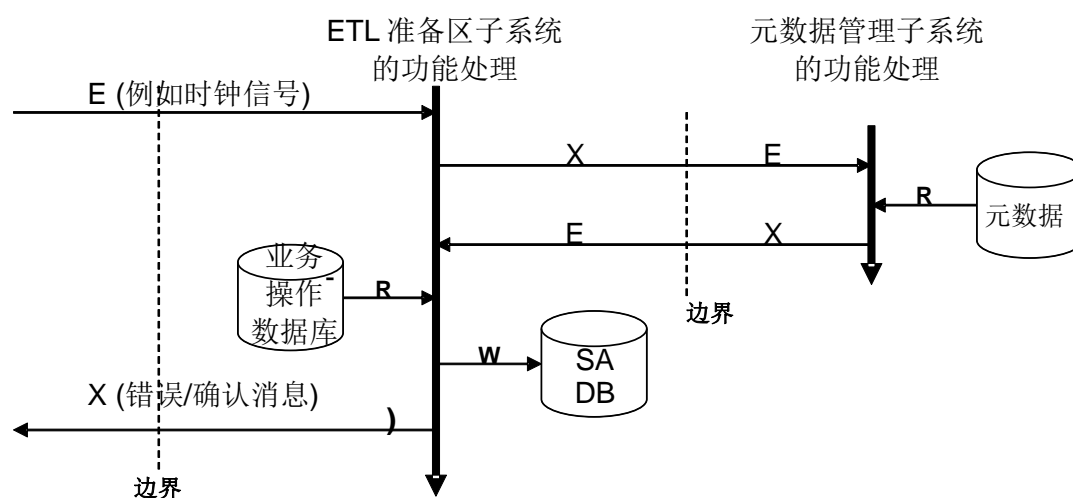 ETL 准备区子系统
的功能处理
元数据管理子系统
的功能处理
E (例如时钟信号)
X
E
R
元数据
E
X
业务
操作
数据库
R
边界
W
SA
DB
X (错误/确认消息)
)
边界